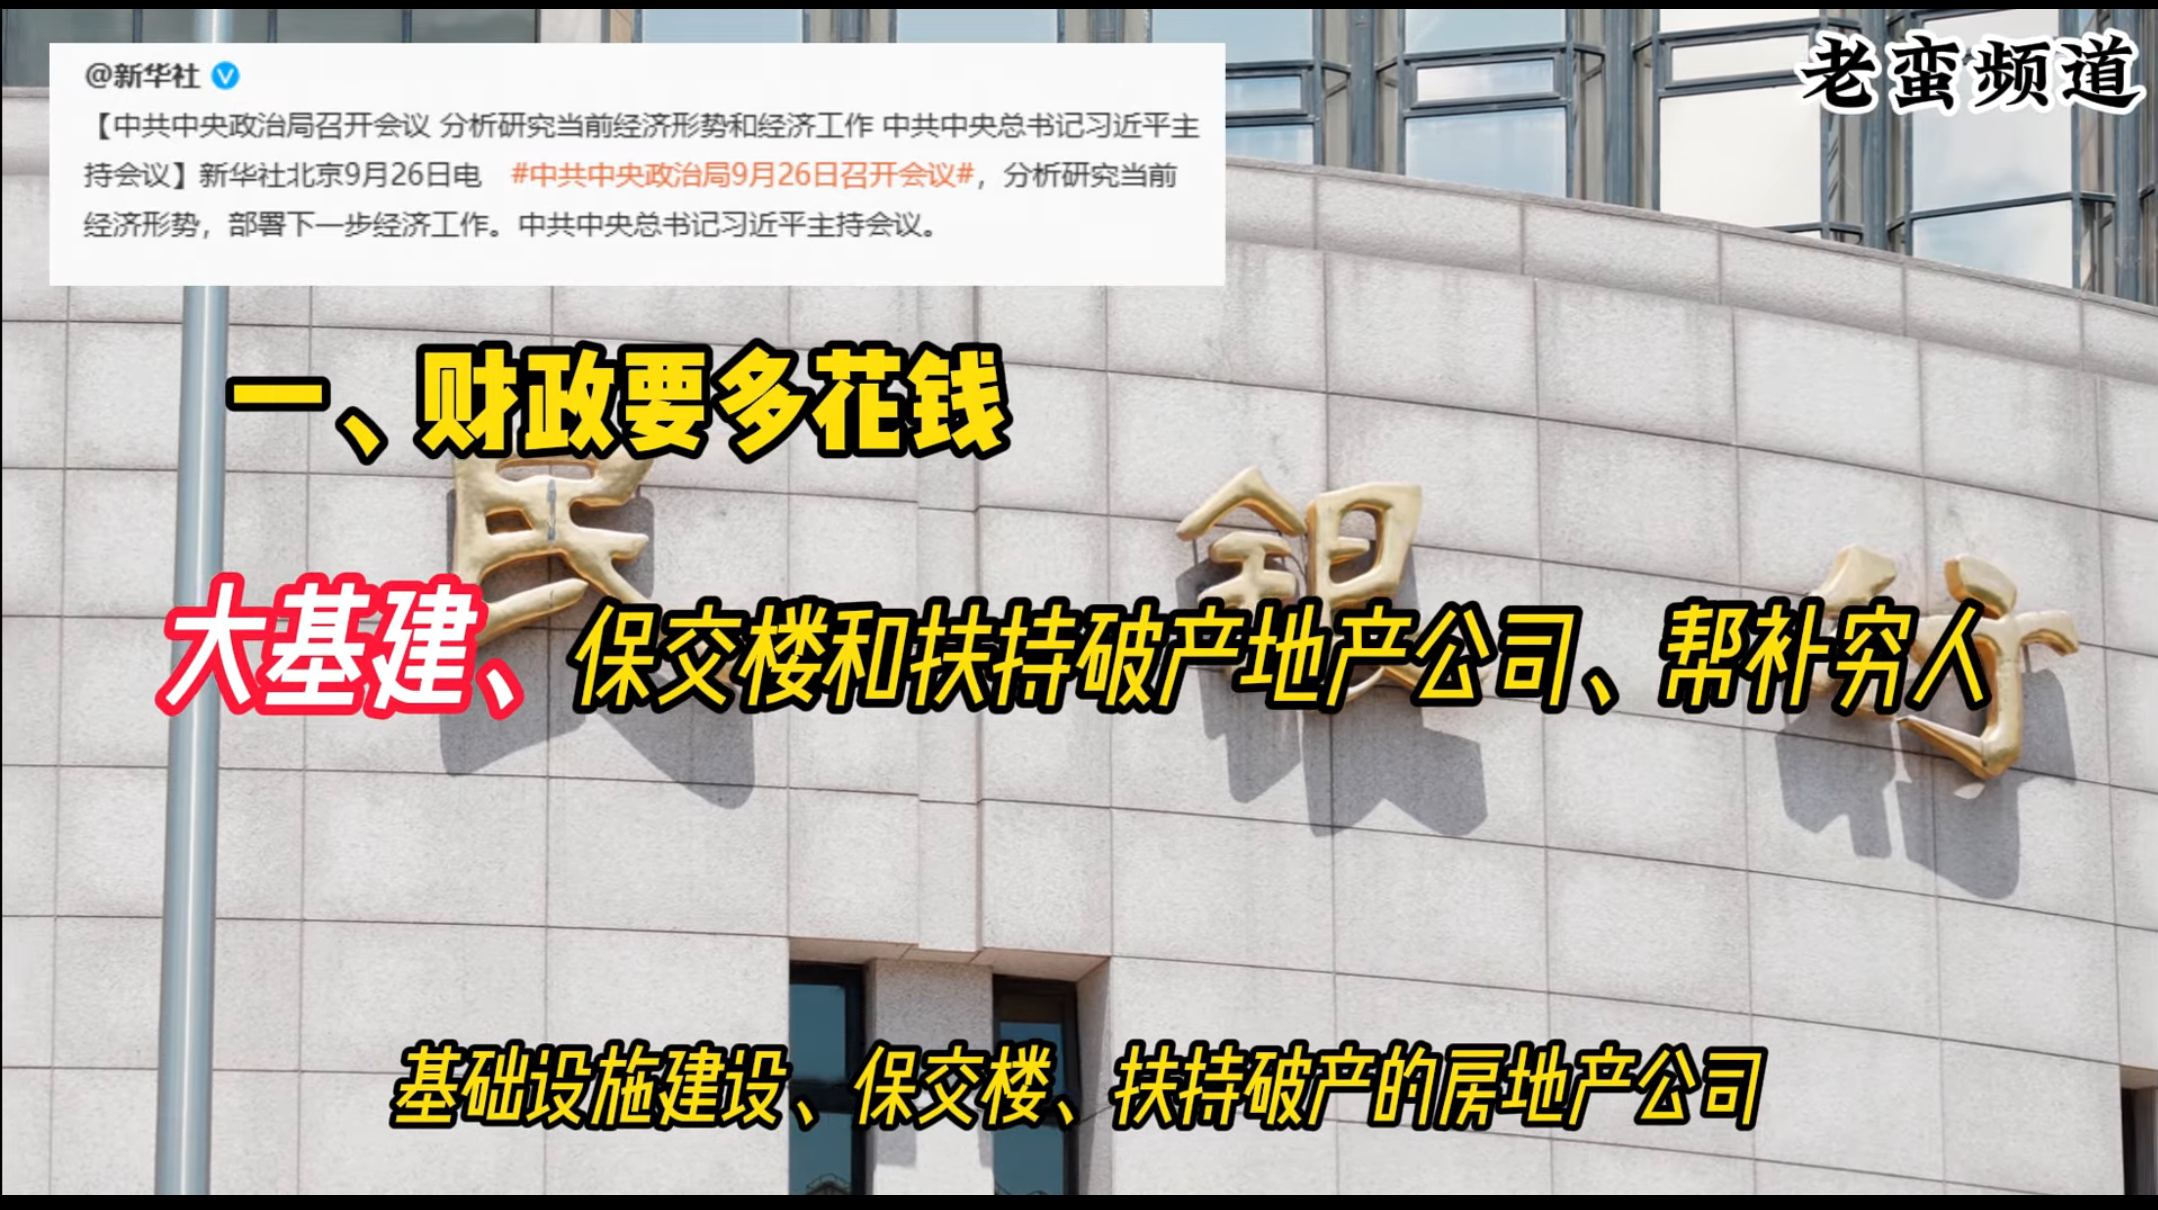 老蛮频道
@新华社
【中共中央政治局召开会议 分析研究当前经济形势和经济工作 中共中央总书记习近平主
持会议】新华社北京9月26日电 #中共中央政治局9月26日召开会议#，分析研究当前
经济形势，部署下一步经济工作。中共中央总书记习近平主持会议。
一、财政要多花钱
民银行
大基建、保交楼和扶持破产地产公司、帮补穷人
基础设施建设、保交楼、扶持破产的房地产公司